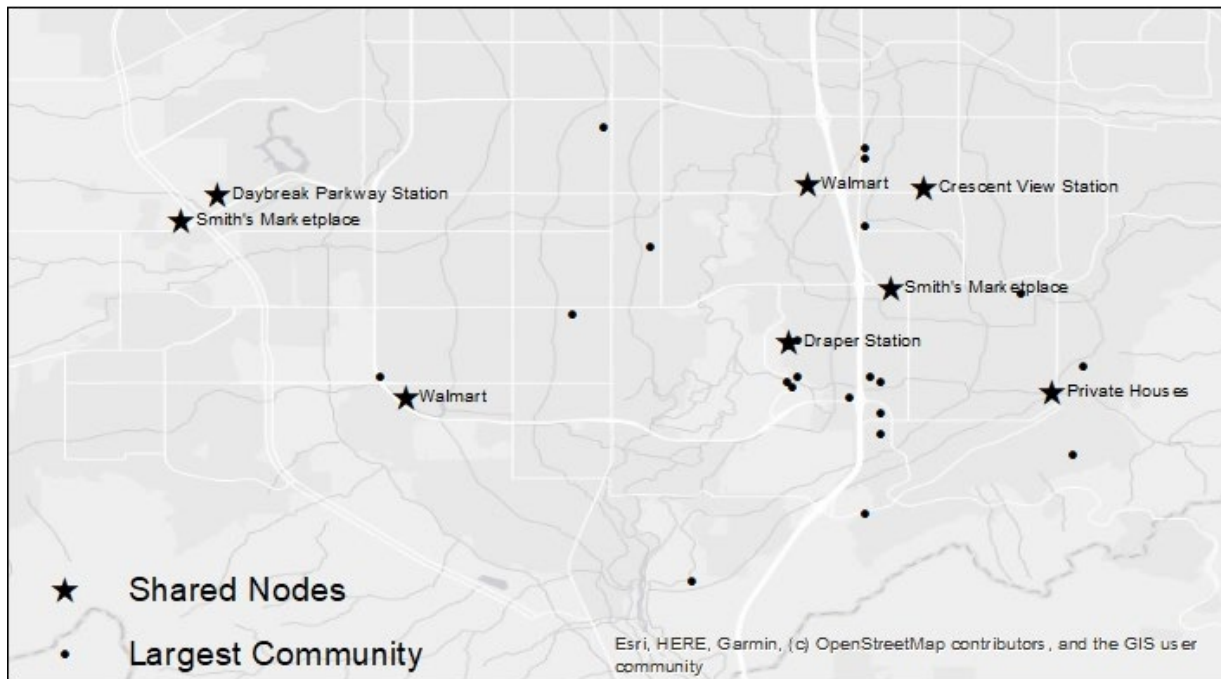 Walmart
Crescent View Station
Daybreak Parkway Station
Smith's Marketplace
Smith's Marketplace
Draper Station
Private Houses
Walmart
Shared Nodes
Largest Community
Esri, HERE, Garmin, (c) OpenStreetMap contributors, and the GIS user
community